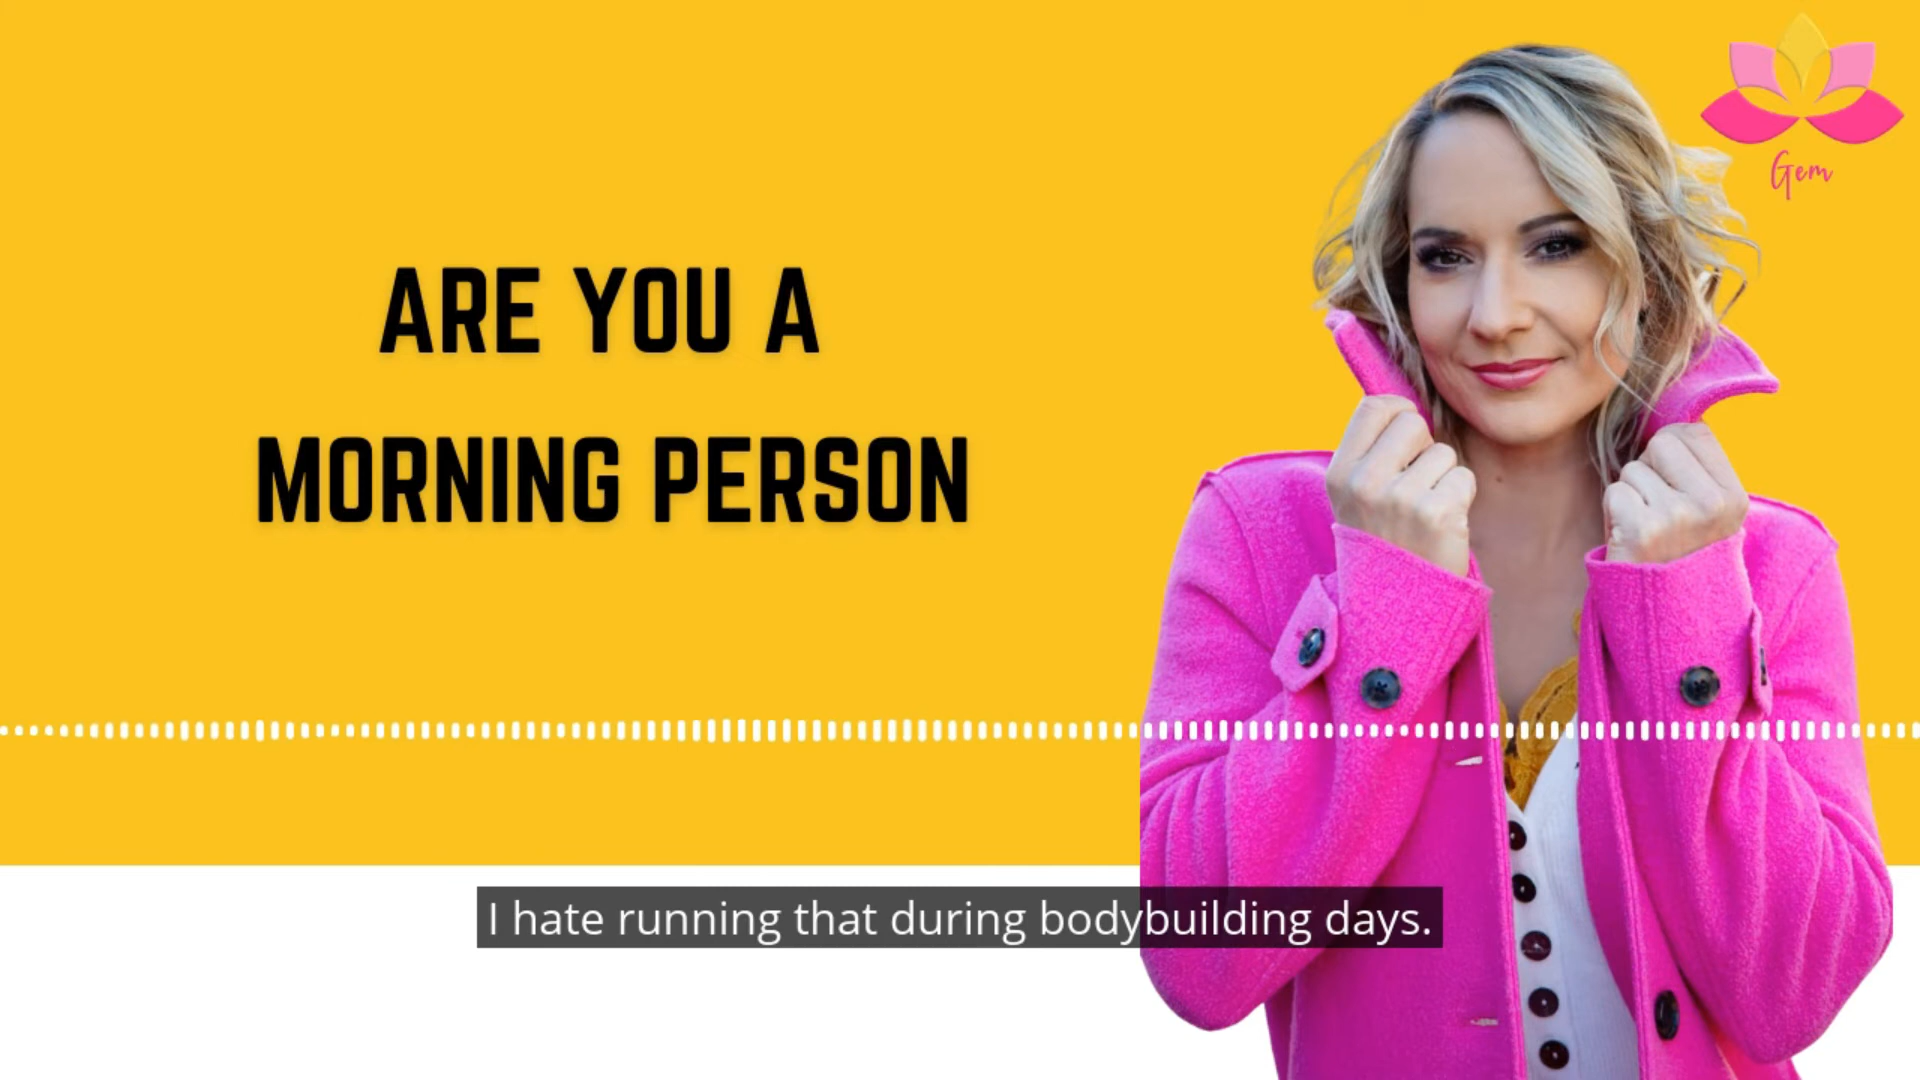 Gem
ARE YOU A
MORNING PERSON
I hate running that during bodybuilding days.